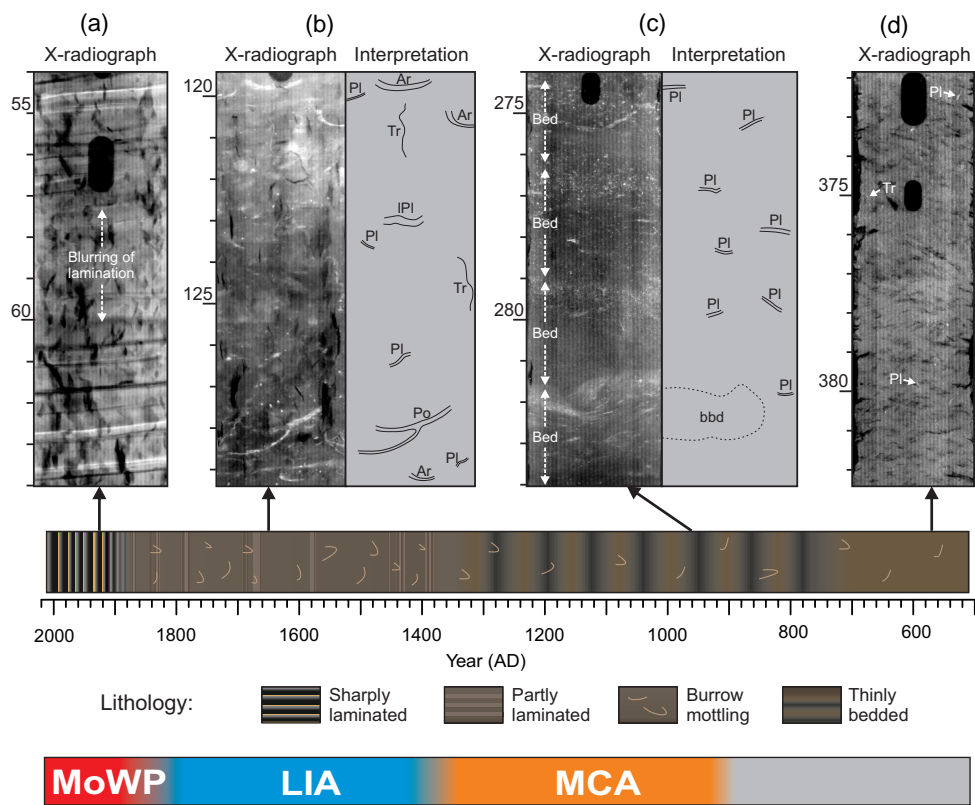 (a)
(b)
(c)
(d)
X-radiograph
X-radiograph
Interpretation
X-radiograph
Interpretation
X-radiograph
55
60
Blurring of
lamination
120
125
Ar
Pl
Tr
Ar
lPl
Pl
Tr
Pl
Po
Pl
Ar
275
280
Bed
Bed
Bed
Bed
Pl
Pl
Pl
Pl
Pl
Pl
Pl
Pl
bbd
375
380
Pl
Tr
Pl
2000
1800
1600
1400
1200
1000
800
600
Year (AD)
Lithology:
Sharply
laminated
Partly
laminated
Burrow
mottling
Thinly
bedded
MoWP
LIA
MCA